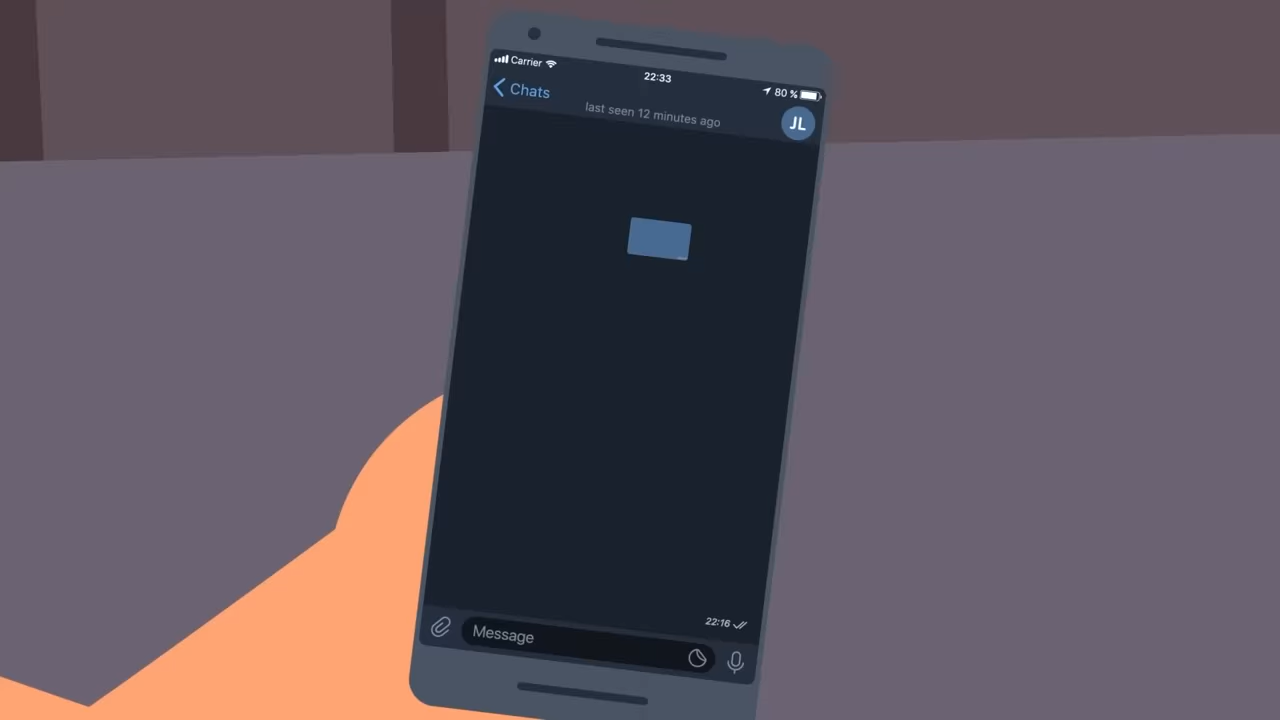 Carrier
22:33
80 %
Chats
last seen 12 minutes ago
JL
22:16
Message